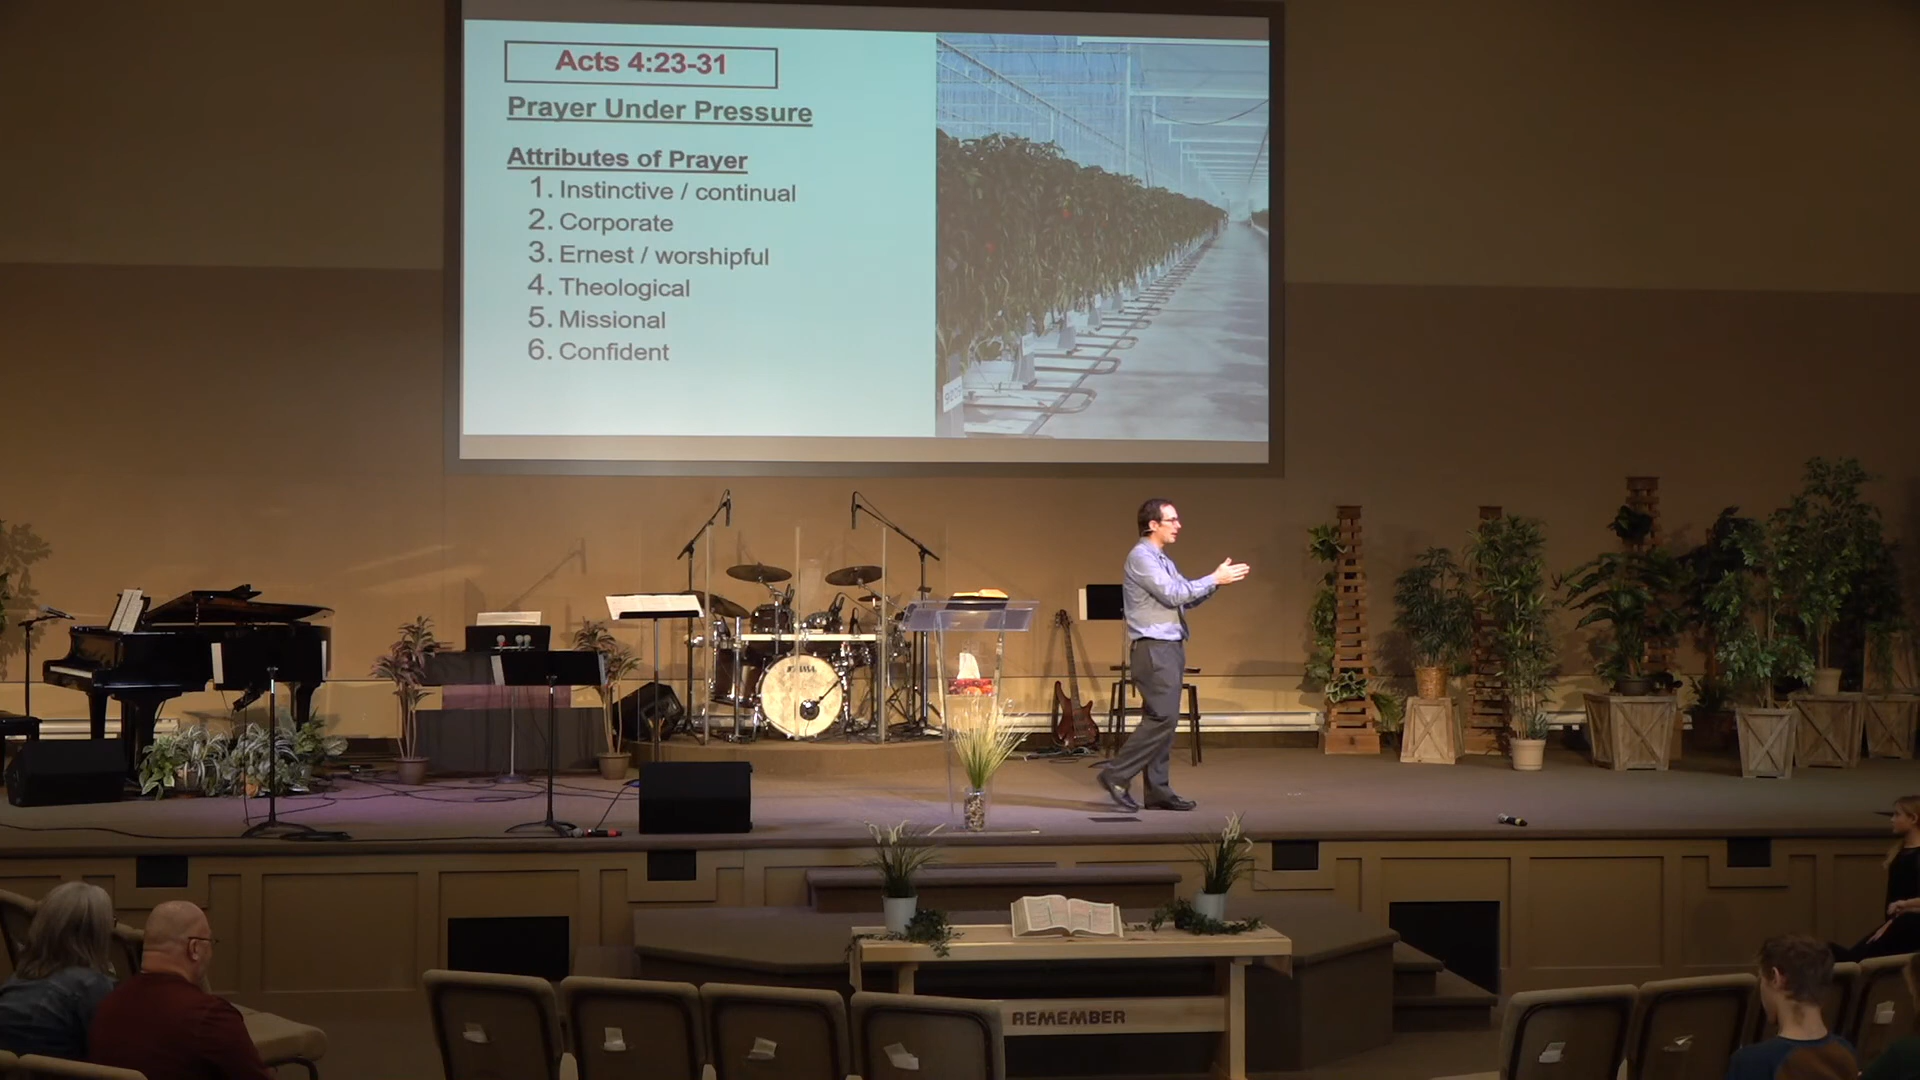 Acts 4:23-31
Prayer Under Pressure
Attributes of Prayer
1. Instinctive / continual
2. Corporate
3. Ernest / worshipful
4. Theological
5. Missional
6. Confident
TAMA
REMEMBER